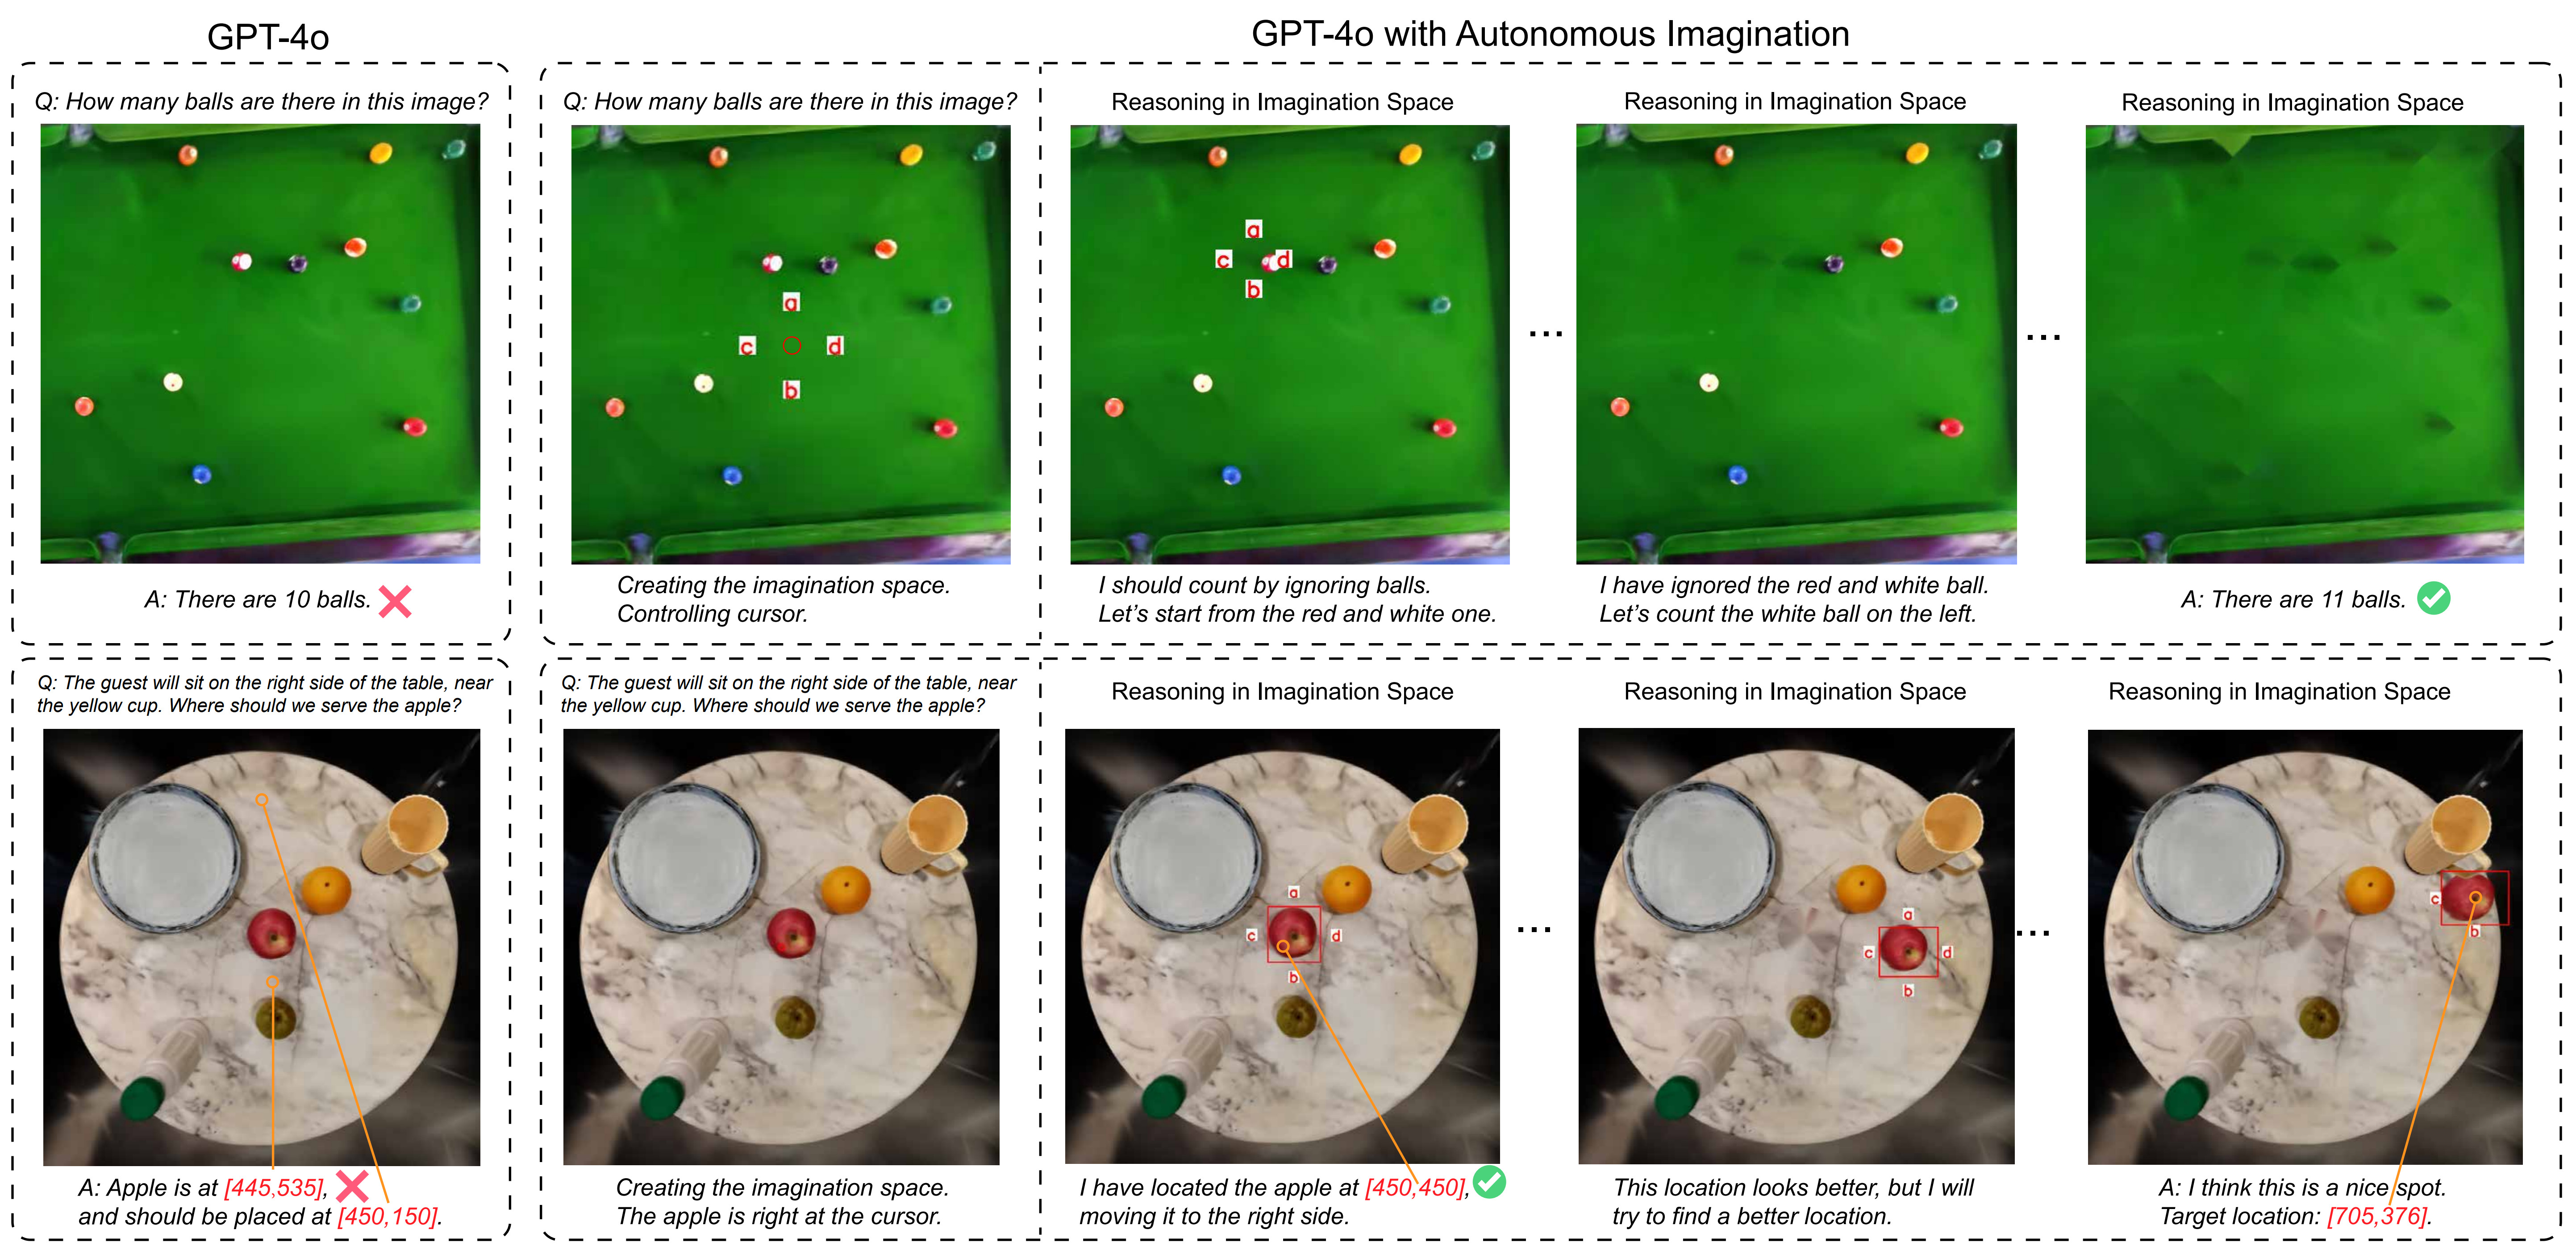 GPT-4o
GPT-4o with Autonomous Imagination
Q: How many balls are there in this image?
A: There are 10 balls.
Q: How many balls are there in this image?
a
c
d
b
Creating the imagination space.
Controlling cursor.
Reasoning in Imagination Space
a
c
d
b
I should count by ignoring balls.
Let's start from the red and white one.
...
Reasoning in Imagination Space
I have ignored the red and white ball.
Let's count the white ball on the left.
...
Reasoning in Imagination Space
A: There are 11 balls.
Q: The guest will sit on the right side of the table, near
the yellow cup. Where should we serve the apple?
A: Apple is at [445,535],
and should be placed at [450,150].
Q: The guest will sit on the right side of the table, near
the yellow cup. Where should we serve the apple?
Creating the imagination space.
The apple is right at the cursor.
Reasoning in Imagination Space
a
c
d
b
I have located the apple at [450,450],
moving it to the right side.
...
Reasoning in Imagination Space
a
c
d
b
This location looks better, but I will
try to find a better location.
...
Reasoning in Imagination Space
c
b
A: I think this is a nice spot.
Target location: [705,376].